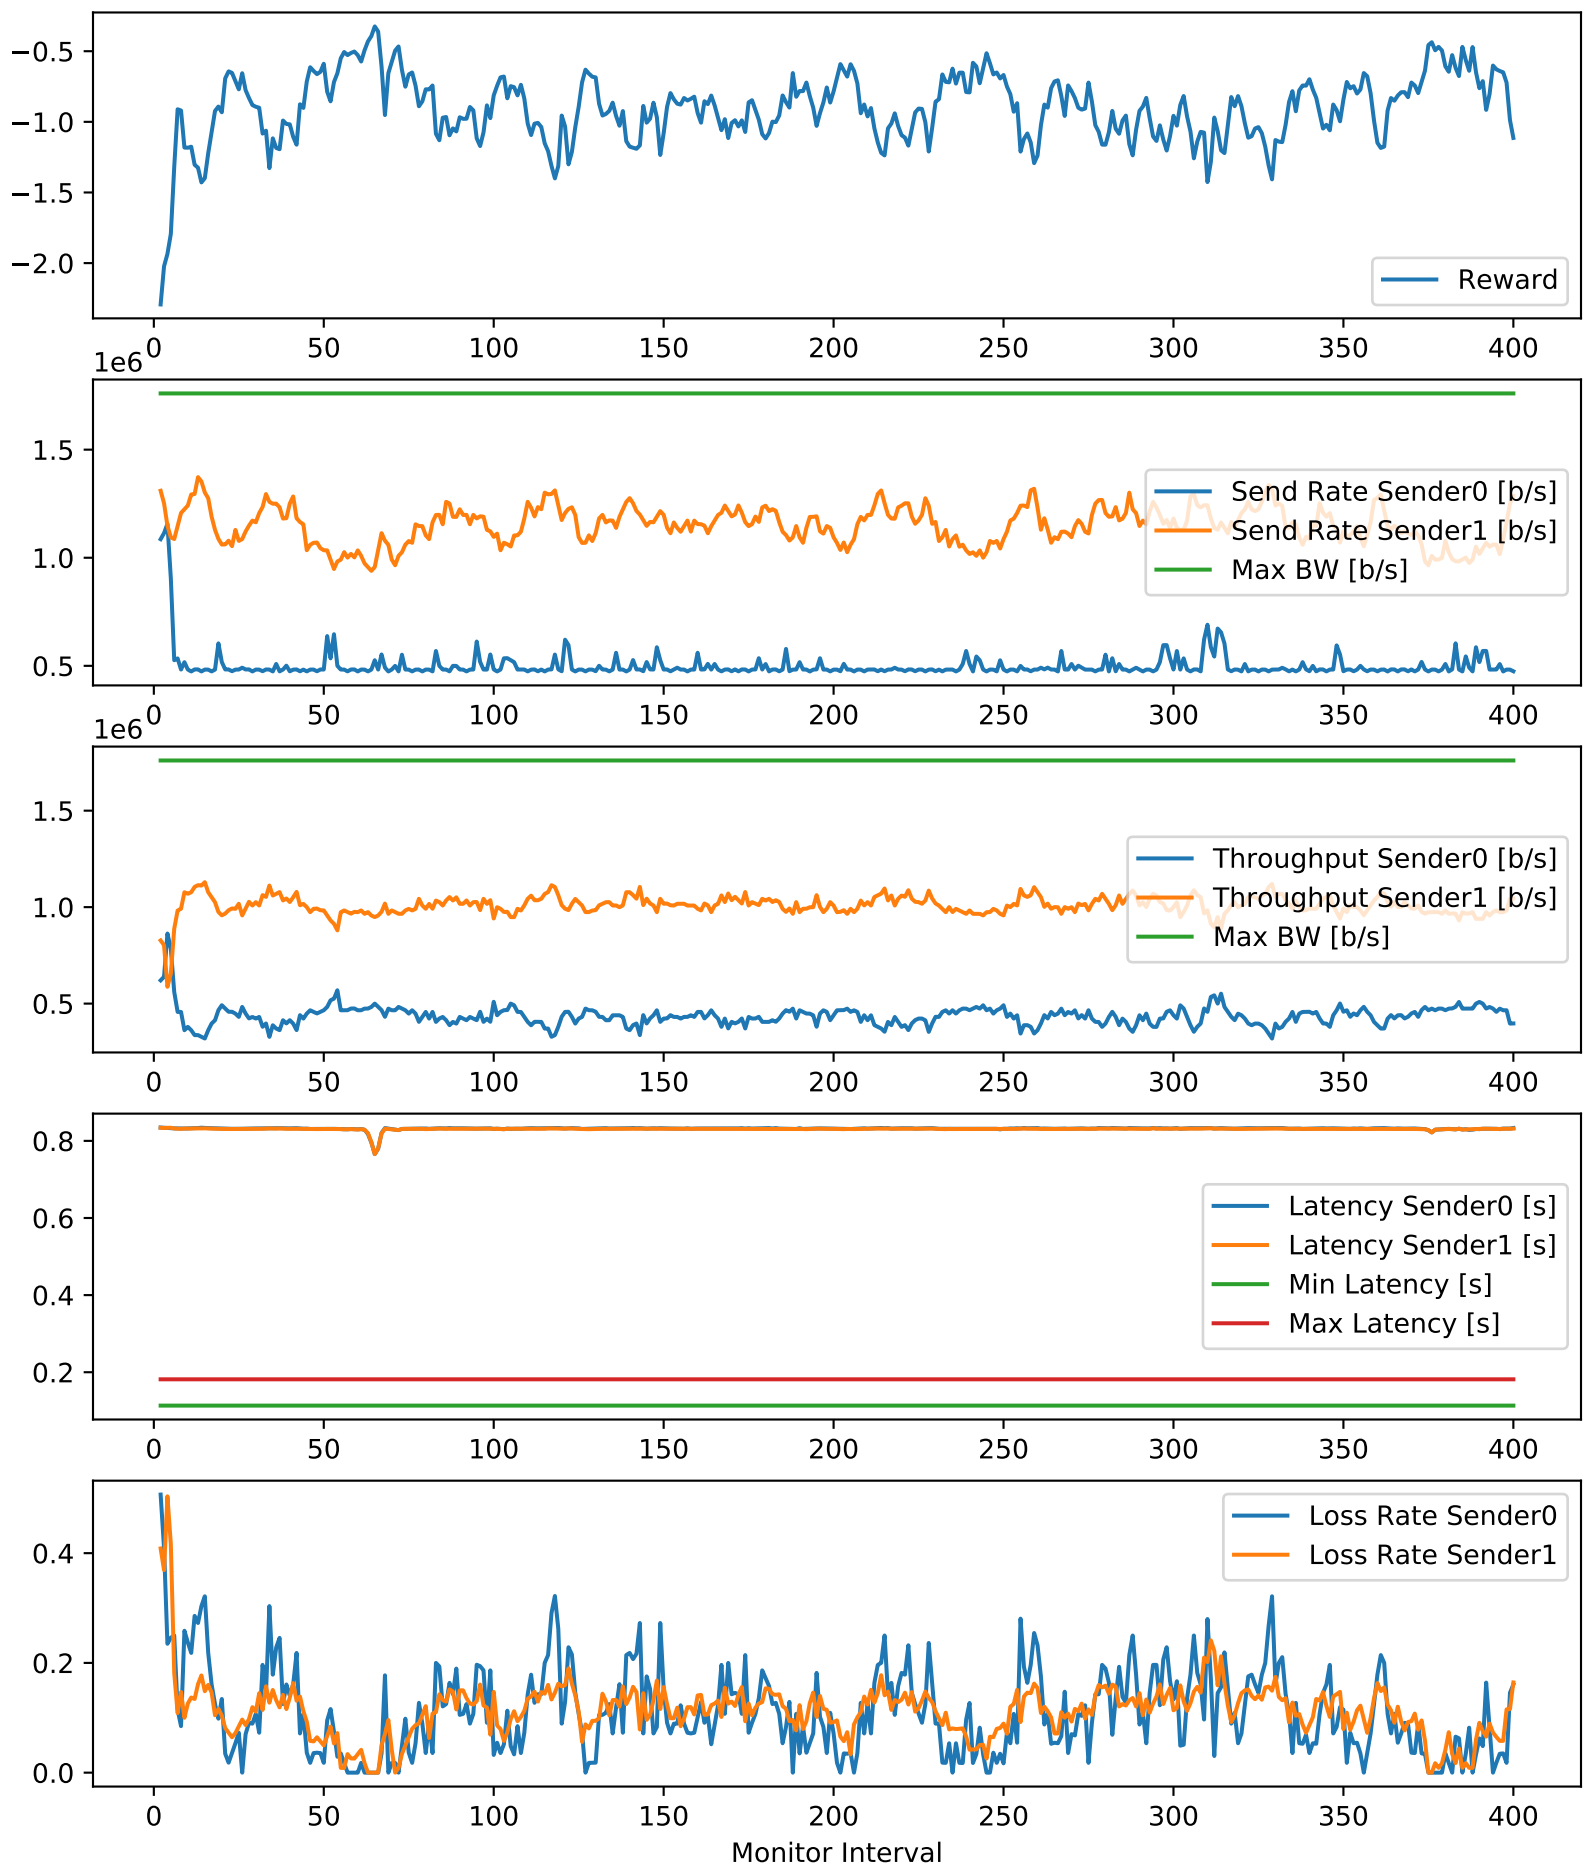 −0.5
−1.0
−1.5
−2.0
Reward
0 50 100 150 200 250 300 350 400
1e6
1.5
1.0
0.5
Send Rate Sender0 [b/s]
Send Rate Sender1 [b/s]
Max BW [b/s]
0 50 100 150 200 250 300 350 400
1e6
1.5
1.0
0.5
Throughput Sender0 [b/s]
Throughput Sender1 [b/s]
Max BW [b/s]
0 50 100 150 200 250 300 350 400
0.8
0.6
0.4
0.2
Latency Sender0 [s]
Latency Sender1 [s]
Min Latency [s]
Max Latency [s]
0 50 100 150 200 250 300 350 400
0.4
0.2
0.0
Loss Rate Sender0
Loss Rate Sender1
0 50 100 150 200 250 300 350 400
Monitor Interval